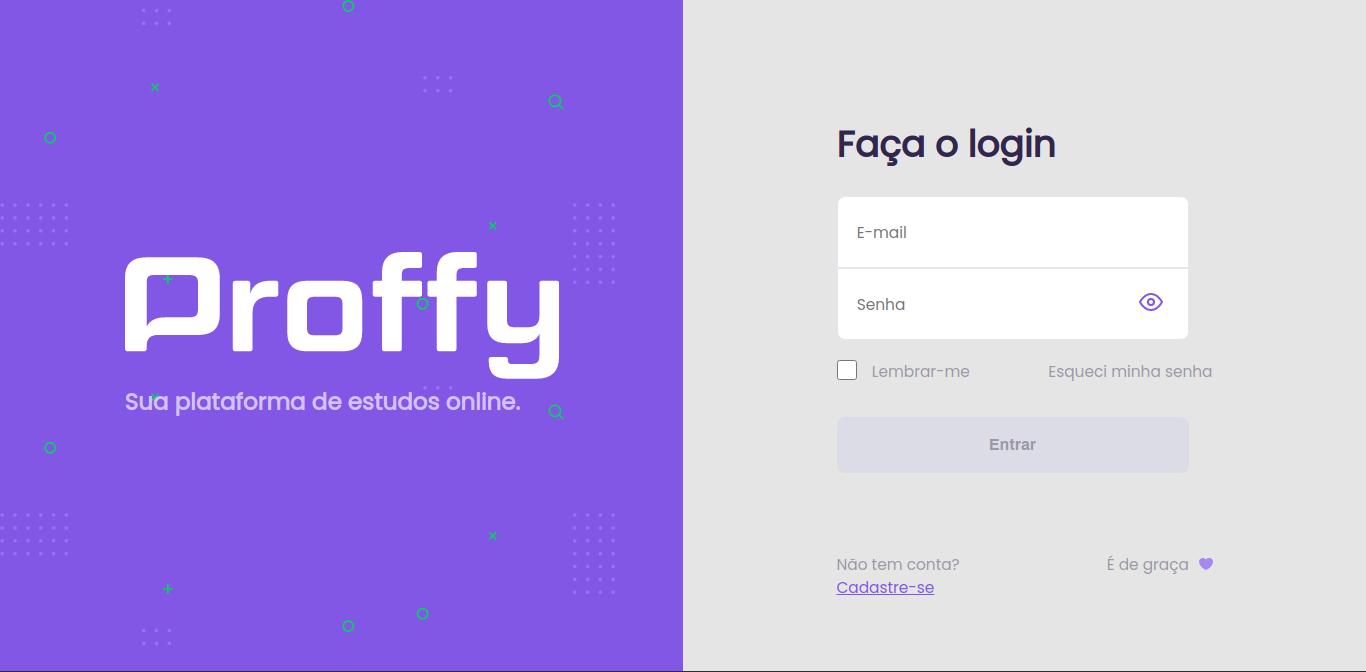 Proffy
Sua plataforma de estudos online.
Faça o login
E-mail
Senha
Lembrar-me
Esqueci minha senha
Entrar
Não tem conta?
Cadastre-se
É de graça